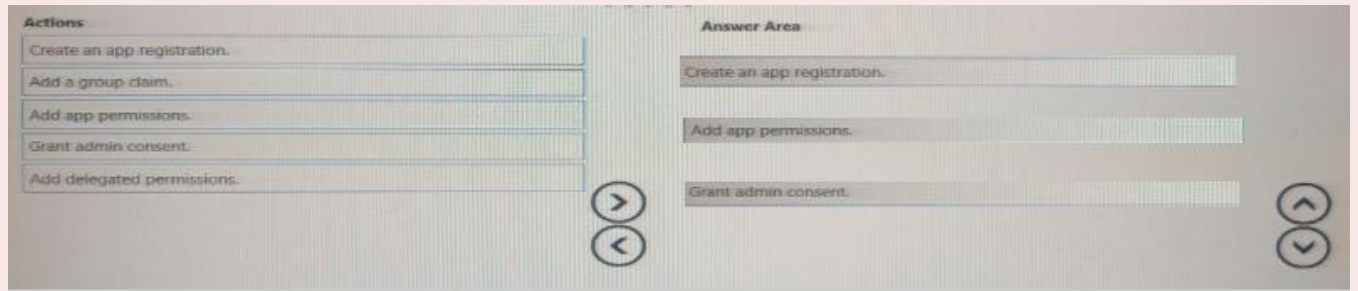 Actions
Create an app registration.
Add a group claim.
Add app permissions.
Grant admin consent.
Add delegated permissions.
Answer Area
Create an app registration.
Add app permissions.
Grant admin consent.